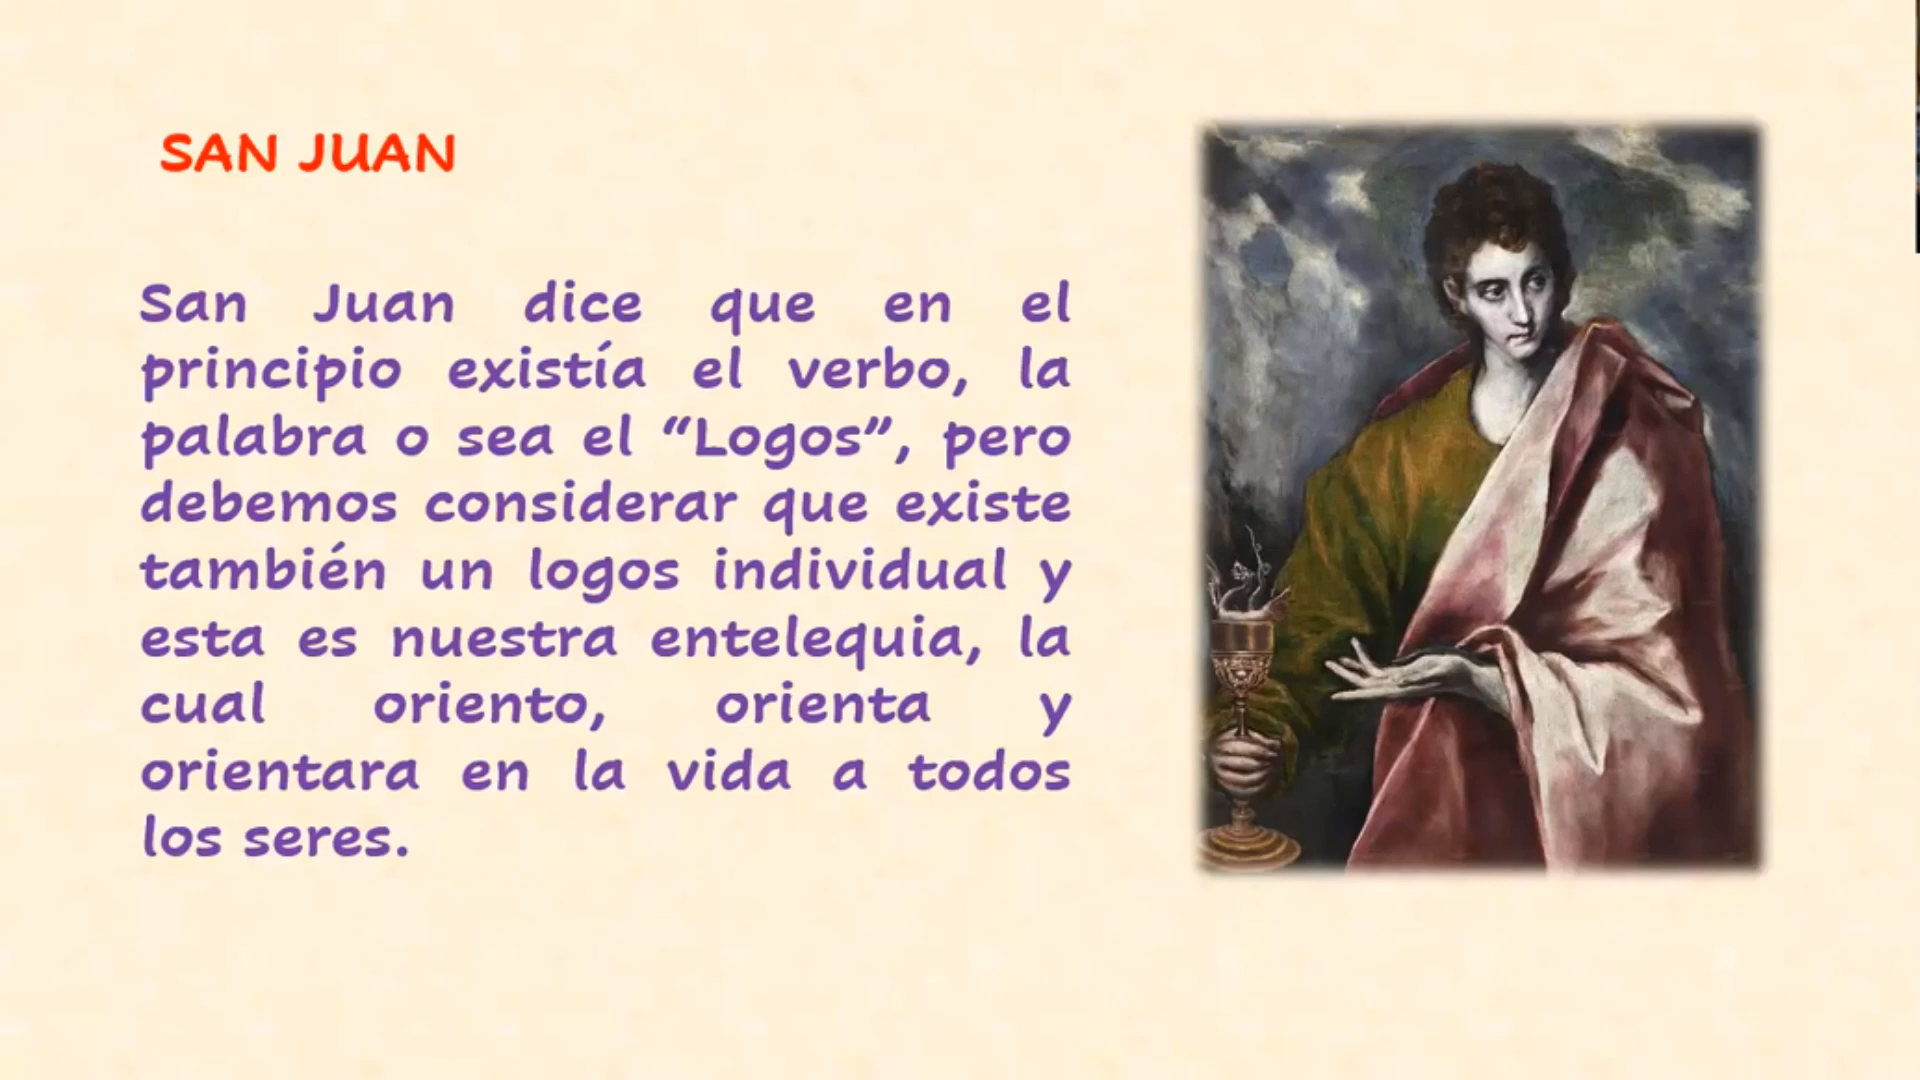 SAN JUAN
San Juan dice que en el
principio existía el verbo, la
palabra o sea el “Logos”, pero
debemos considerar que existe
también un logos individual y
esta es nuestra entelequia, la
cual oriento, orienta y
orientara en la vida a todos
los seres.